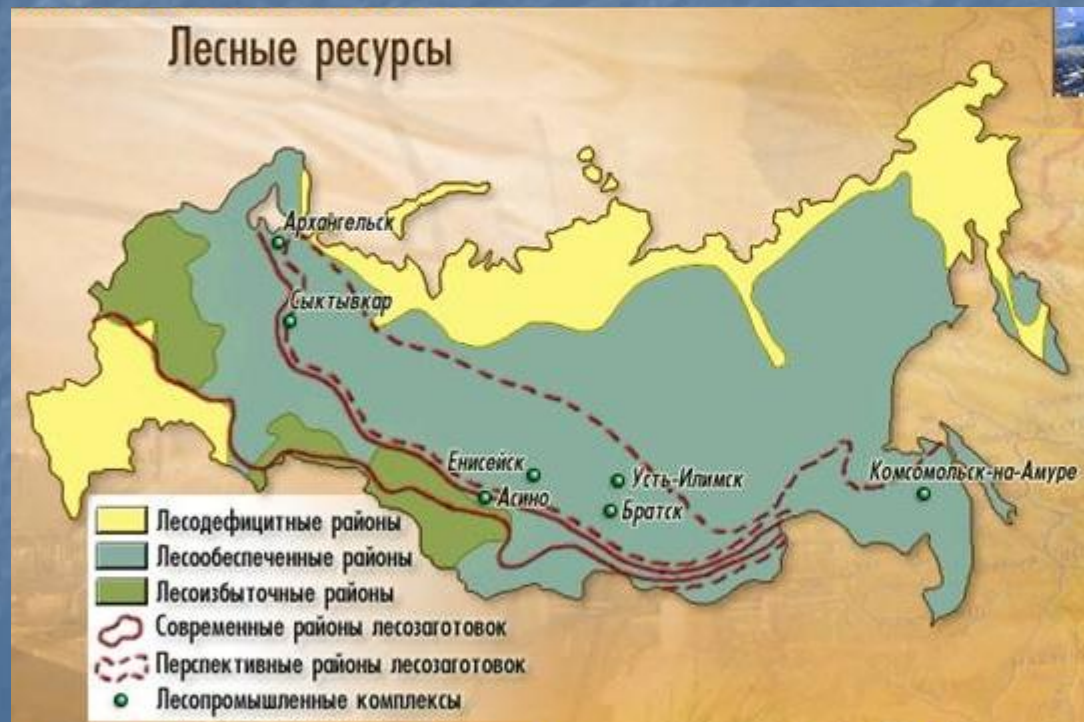 Лесные ресурсы
Архангельск
Сыктывкар
Енисейск
Асино
Усть-Илимск
Братск
Комсомольск-на-Амуре
Лесодефицитные районы
Лесообеспеченные районы
Лесоизбыточные районы
Современные районы лесозаготовок
Перспективные районы лесозаготовок
Лесопромышленные комплексы